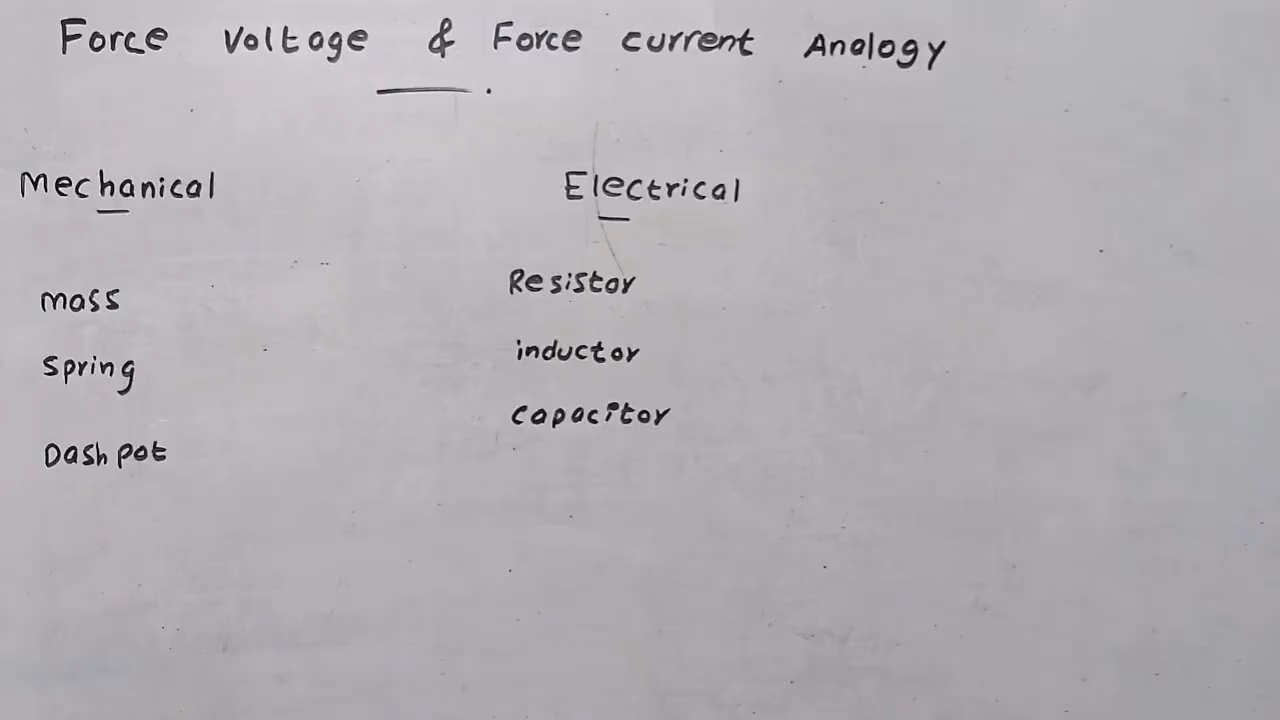 Force Voltage & Force current Analogy
Mechanical
Electrical
mass
Resistor
spring
inductor
Dashpot
capacitor